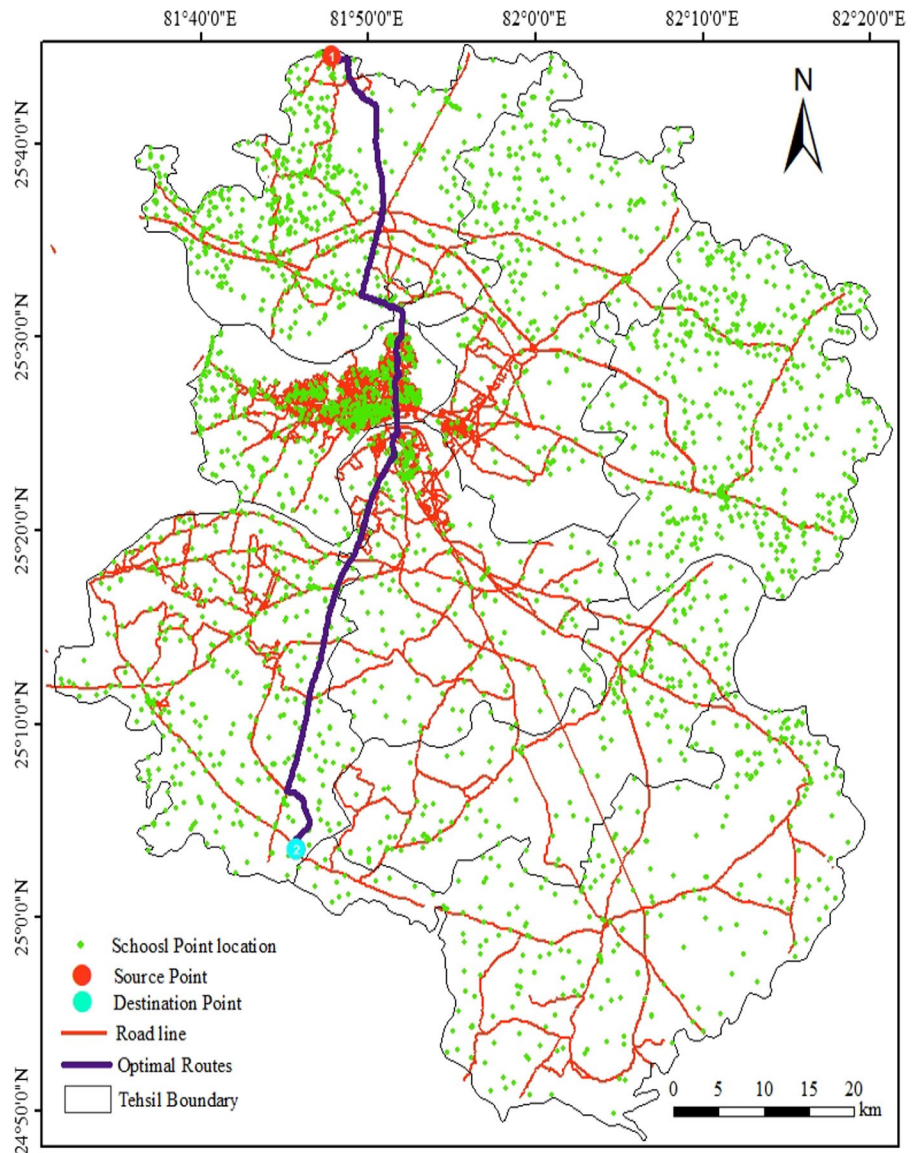 81°40'0"E 81°50'0"E 82°0'0"E 82°10'0"E 82°20'0"E
N
1
25°40'0"N
25°30'0"N
25°20'0"N
25°10'0"N
2
25°0'0"N
24°50'0"N
Schoosl Point location
Source Point
Destination Point
Road line
Optimal Routes
Tehsil Boundary
0 5 10 15 20
km